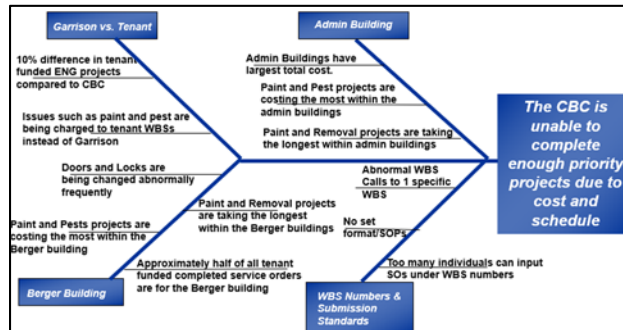 Garrison vs. Tenant
Admin Building
10% difference in tenant
funded ENG projects
compared to CBC
Issues such as paint and pest are
being charged to tenant WBSs
instead of Garrison
Admin Buildings have
largest total cost.
Paint and Pest projects are
costing the most within the
admin buildings
Paint and Removal projects are taking
the longest within admin buildings
The CBC is
unable to
complete
enough priority
projects due to
cost and
schedule
Doors and Locks are
being changed abnormally
frequently
Paint and Pests projects are
costing the most within the
Berger building
Paint and Removal projects
are taking the longest
within the Berger buildings
Approximately half of all tenant
funded completed service orders
are for the Berger building
Abnormal WBS
Calls to 1 specific
WBS
No set
format/SOPs
Too many individuals can input
SOs under WBS numbers
Berger Building
WBS Numbers &
Submission
Standards